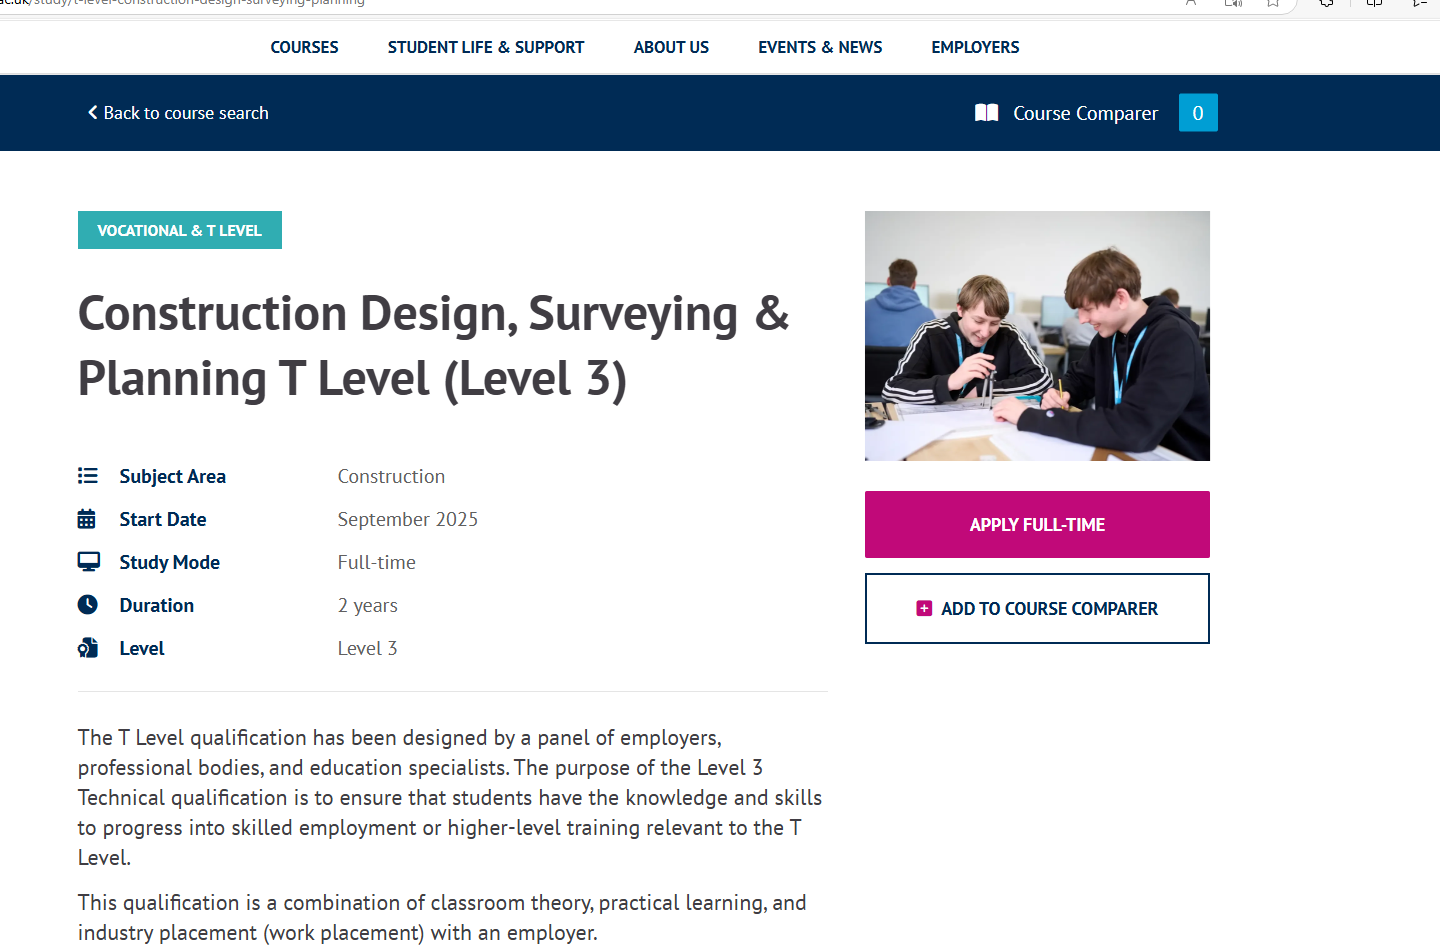 ac.uk/study/t-level-construction-design-surveying-planning
COURSES STUDENT LIFE & SUPPORT ABOUT US EVENTS & NEWS EMPLOYERS
Back to course search Course Comparer 0
VOCATIONAL & T LEVEL
Construction Design, Surveying &
Planning T Level (Level 3)
Subject Area Construction
Start Date September 2025
Study Mode Full-time
Duration 2 years
Level Level 3
The T Level qualification has been designed by a panel of employers,
professional bodies, and education specialists. The purpose of the Level 3
Technical qualification is to ensure that students have the knowledge and skills
to progress into skilled employment or higher-level training relevant to the T
Level.
This qualification is a combination of classroom theory, practical learning, and
industry placement (work placement) with an employer.
APPLY FULL-TIME
ADD TO COURSE COMPARER